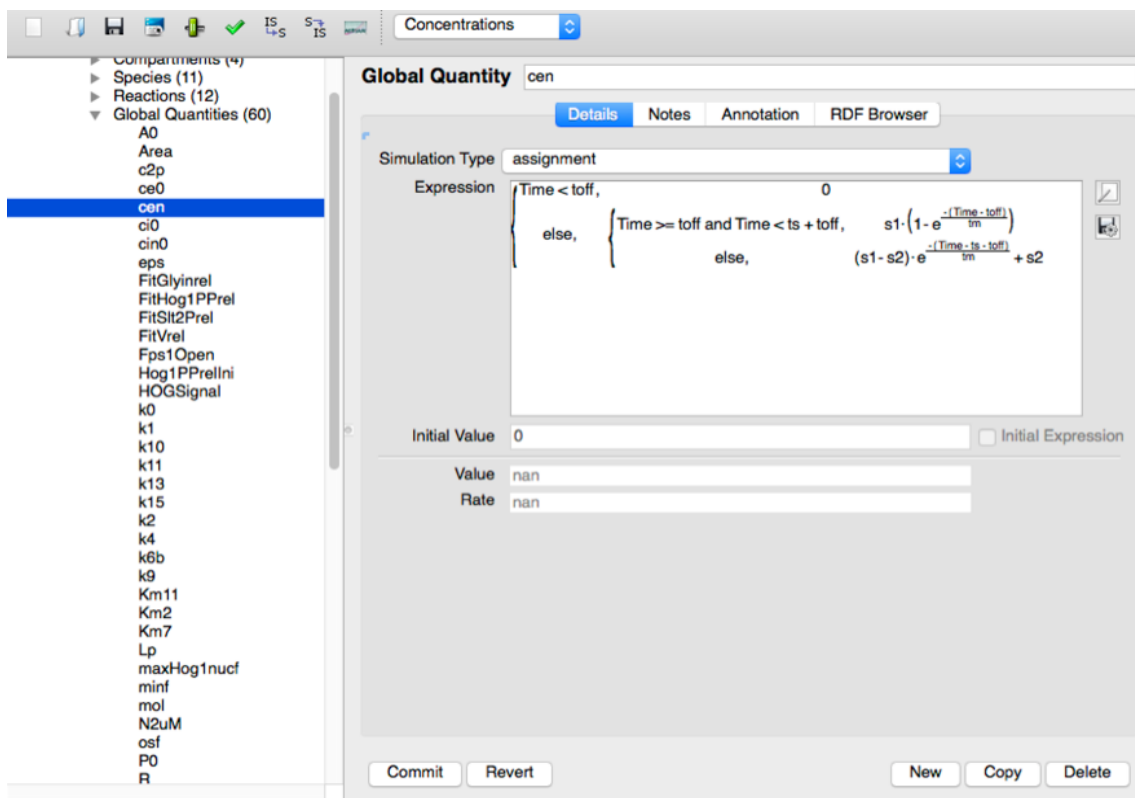 IS
S
S
IS
Concentrations
Compartments (4)
Species (11)
Reactions (12)
Global Quantities (60)
A0
Area
c2p
ce0
cen
ci0
cin0
eps
FitGlyinrel
FitHog1PPrel
FitSlt2Prel
FitVrel
Fps1Open
Hog1PPrelIni
HOGSignal
k0
k1
k10
k11
k13
k15
k2
k4
k6b
k9
Km11
Km2
Km7
Lp
maxHog1nucf
minf
mol
N2uM
osf
P0
R
Global Quantity cen
Details Notes Annotation RDF Browser
Simulation Type assignment
Expression
Time < toff, 0
else, Time >= toff and Time < ts + toff, s1·(1 - e^(-(Time - toff)/tm))
else, (s1 - s2)·e^(-(Time - ts - toff)/tm) + s2
Initial Value 0 Initial Expression
Value nan
Rate nan
Commit Revert New Copy Delete